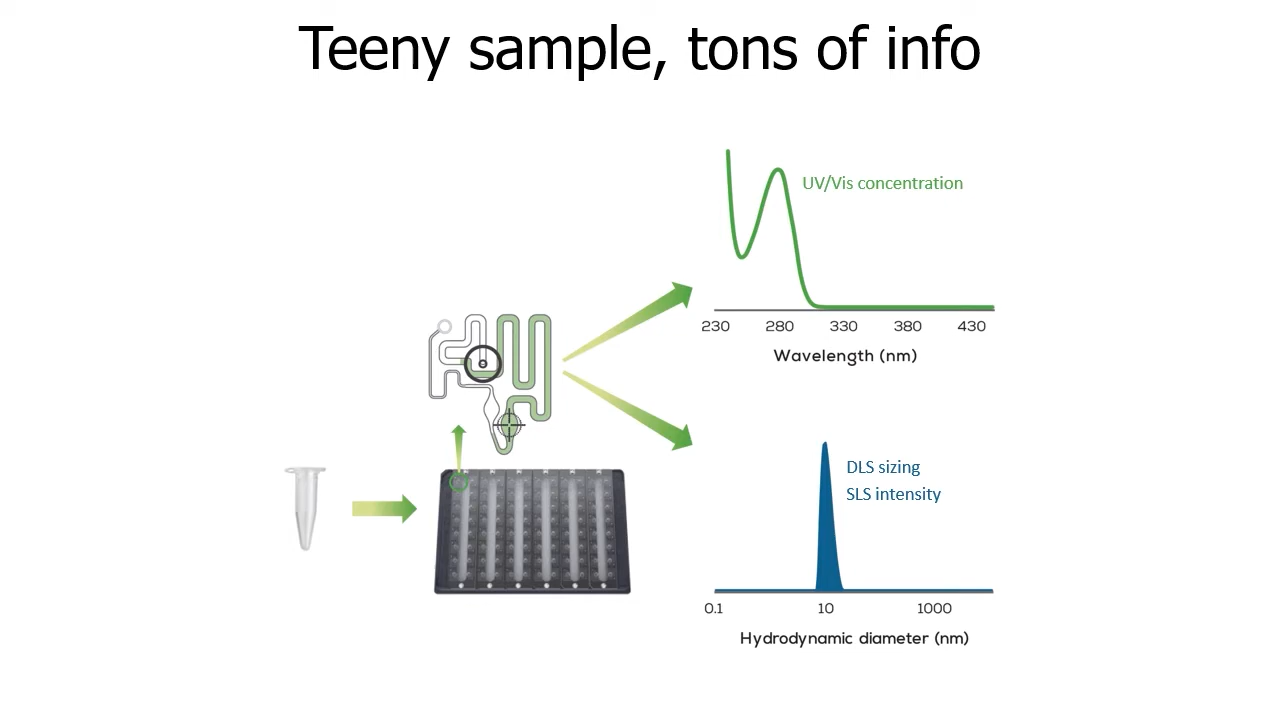 Teeny sample, tons of info
UV/Vis concentration
230 280 330 380 430
Wavelength (nm)
DLS sizing
SLS intensity
0.1 10 1000
Hydrodynamic diameter (nm)